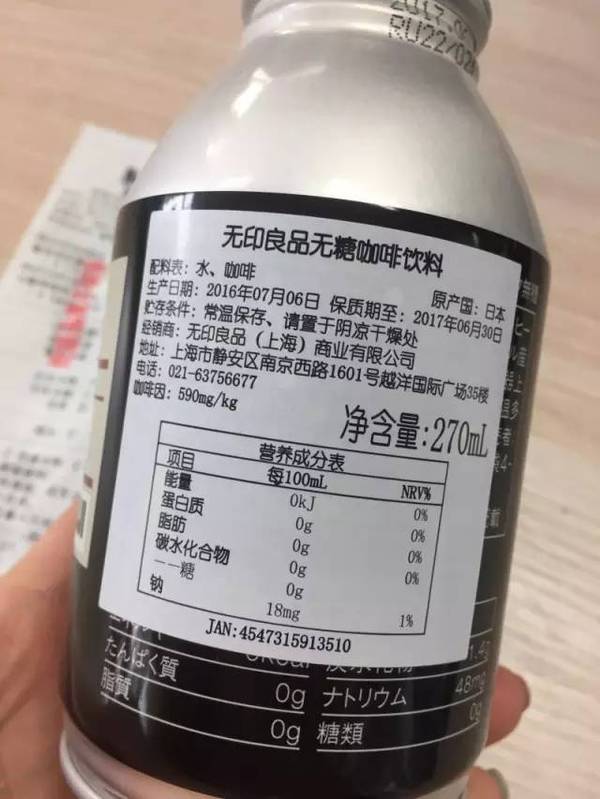 无印良品无糖咖啡饮料
配料表：水、咖啡
原产国：日本
生产日期：2016年07月06日 保质期至：2017年06月30日
贮存条件：常温保存、请置于阴凉干燥处
经销商：无印良品（上海）商业有限公司
地址：上海市静安区南京西路1601号越洋国际广场35楼
电话：021-63756677
咖啡因：590mg/kg
净含量：270mL
营养成分表
项目 每100mL NRV%
能量 0kJ 0%
蛋白质 0g 0%
脂肪 0g 0%
碳水化合物 0g 0%
——糖 0g
钠 18mg 1%
JAN:4547315913510
たんぱく質 0g ナトリウム 48mg
脂質 0g 糖類 0g